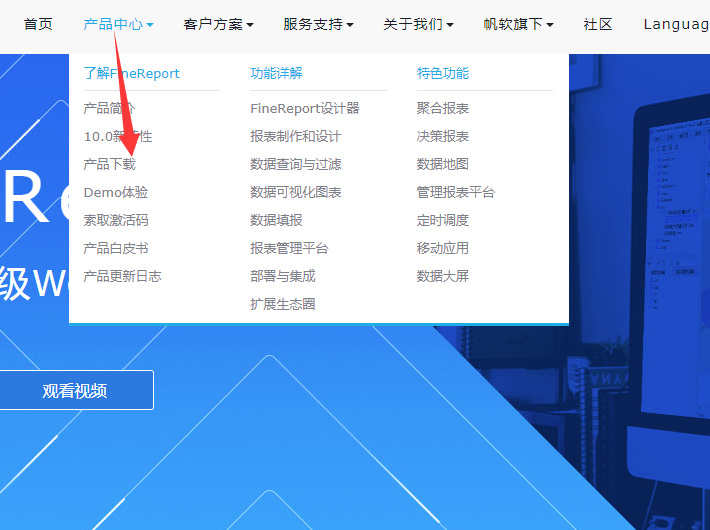 首页 产品中心 客户方案 服务支持 关于我们 帆软旗下 社区 Languag
了解FineReport
产品简介
10.0新特性
产品下载
Demo体验
索取激活码
产品白皮书
产品更新日志
功能详解
FineReport设计器
报表制作和设计
数据查询与过滤
数据可视化图表
数据填报
报表管理平台
部署与集成
扩展生态圈
特色功能
聚合报表
决策报表
数据地图
管理报表平台
定时调度
移动应用
数据大屏
R
级W
观看视频